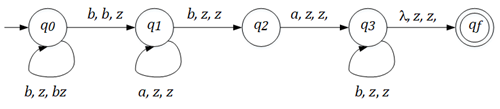 b, b, z b, z, z a, z, z, λ, z, z,
q0 q1 q2 q3 qf
b, z, bz a, z, z b, z, z